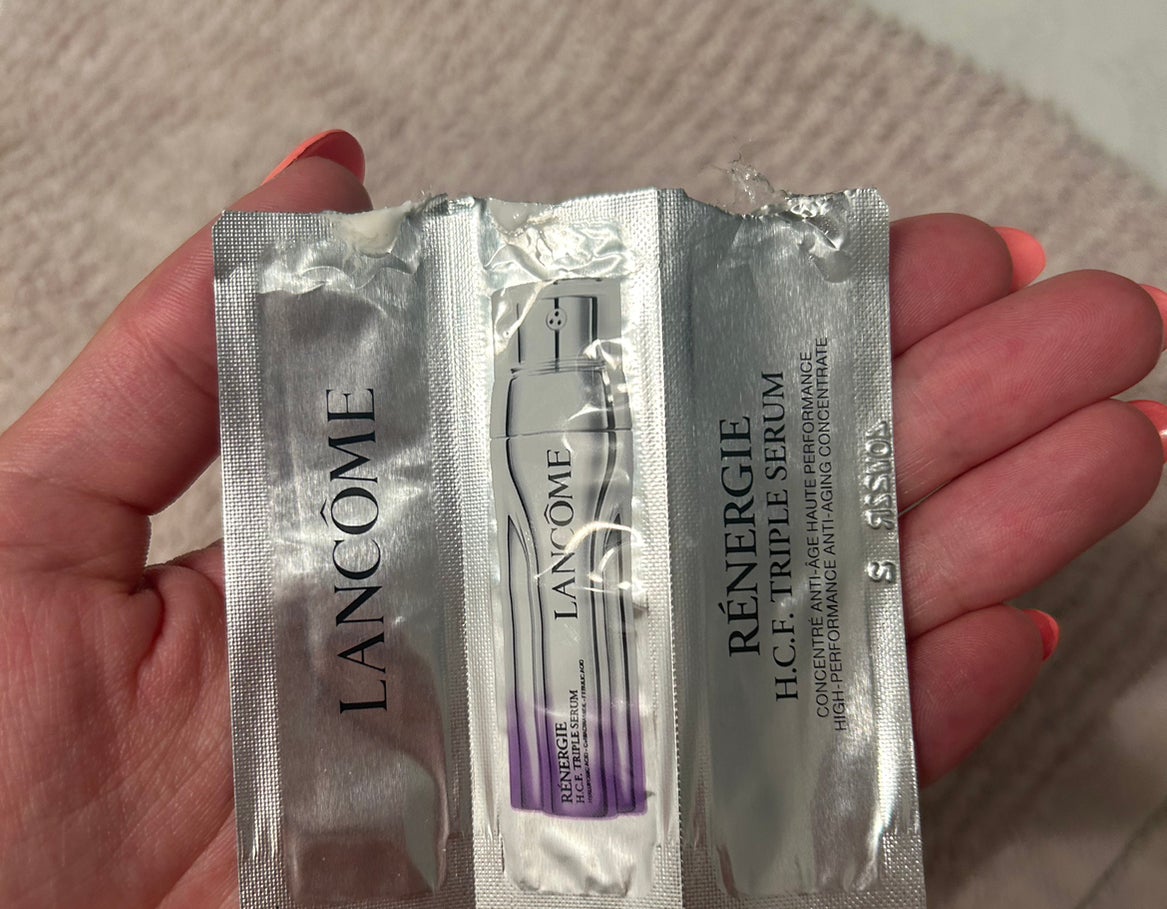 LANCÔME
LANCÔME
RÉNERGIE
H.C.F. TRIPLE SERUM
RÉNERGIE
H.C.F. TRIPLE SERUM
CONCENTRÉ ANTI-ÂGE HAUTE PERFORMANCE
HIGH-PERFORMANCE ANTI-AGING CONCENTRATE